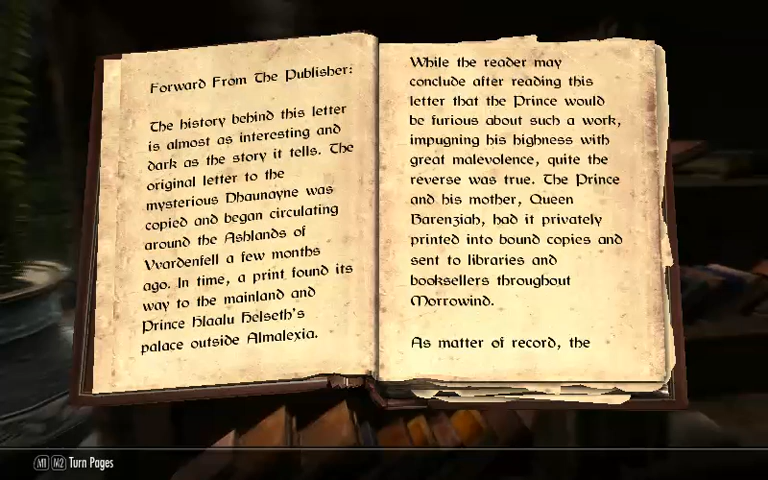 Forward From The Publisher:
The history behind this letter
is almost as interesting and
dark as the story it tells. The
original letter to the
mysterious Dhaunayne was
copied and began circulating
around the Ashlands of
Vvardenfell a few months
ago. In time, a print found its
way to the mainland and
Prince Hlaalu Helseth's
palace outside Almalexia.
While the reader may
conclude after reading this
letter that the Prince would
be furious about such a work,
impugning his highness with
great malevolence, quite the
reverse was true. The Prince
and his mother, Queen
Barenziah, had it privately
printed into bound copies and
sent to libraries and
booksellers throughout
Morrowind.
As matter of record, the
M1 M2 Turn Pages